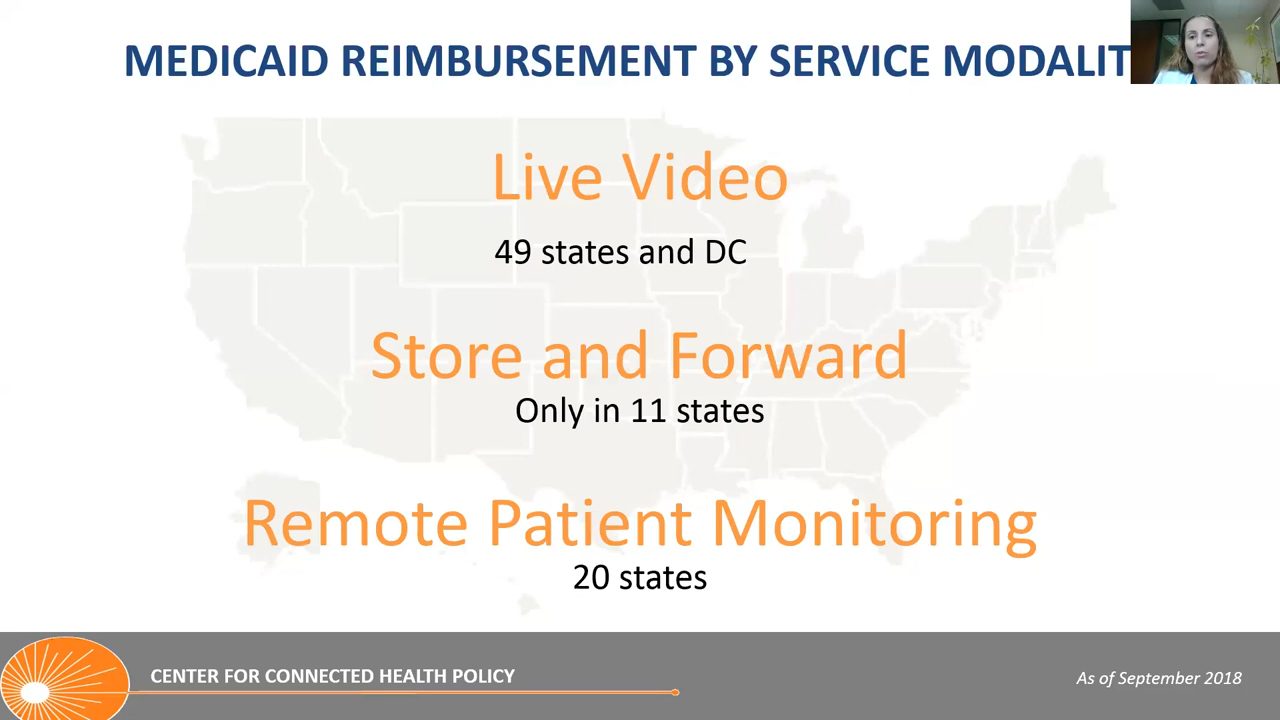 MEDICAID REIMBURSEMENT BY SERVICE MODALIT
Live Video
49 states and DC
Store and Forward
Only in 11 states
Remote Patient Monitoring
20 states
CENTER FOR CONNECTED HEALTH POLICY
As of September 2018